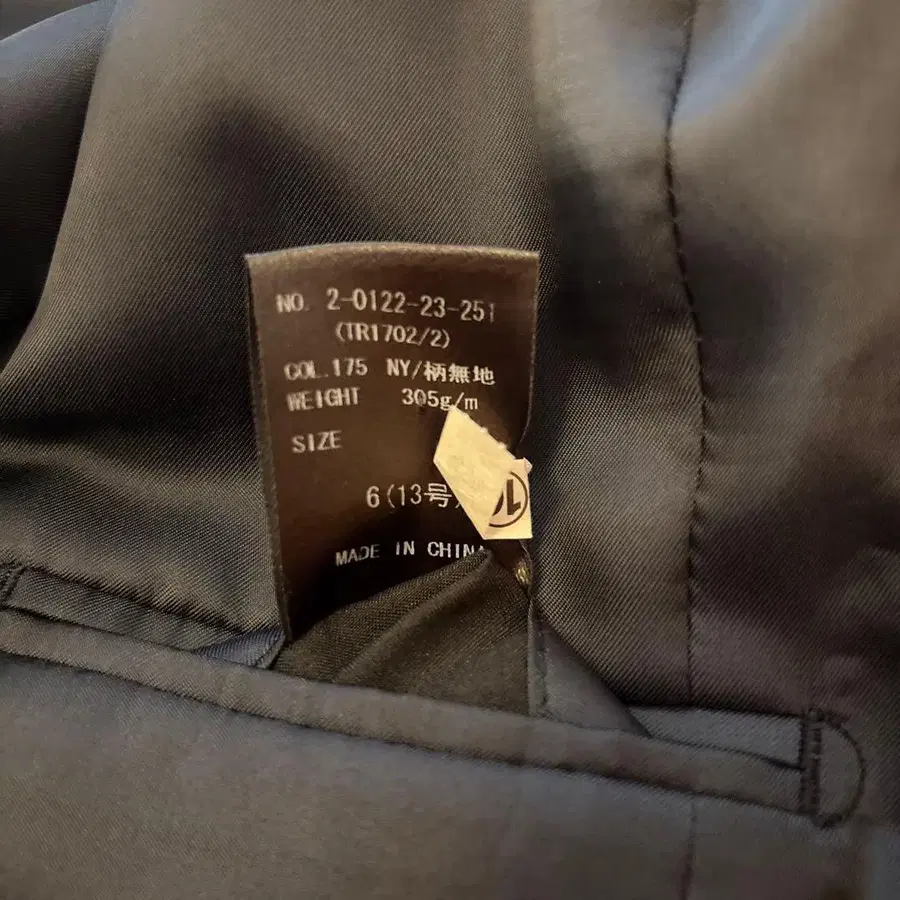 NO. 2-0122-23-251
(TR1702/2)
COL.175 NY/柄無地
WEIGHT 305g/m
SIZE
6(13号)
MADE IN CHINA